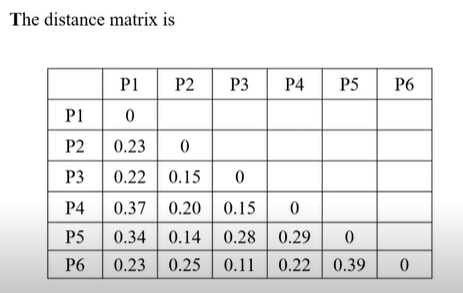 The distance matrix is
P1 P2 P3 P4 P5 P6
P1 0
P2 0.23 0
P3 0.22 0.15 0
P4 0.37 0.20 0.15 0
P5 0.34 0.14 0.28 0.29 0
P6 0.23 0.25 0.11 0.22 0.39 0